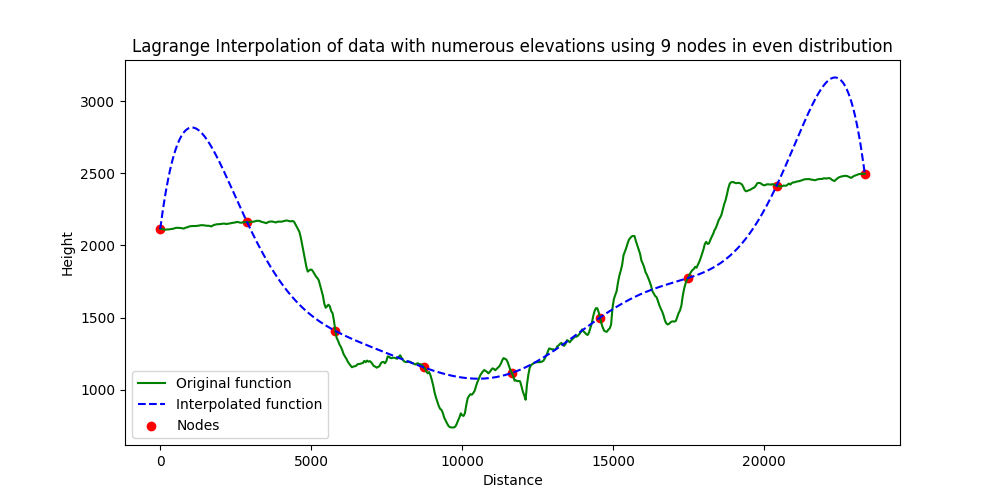 Lagrange Interpolation of data with numerous elevations using 9 nodes in even distribution
3000
2500
2000
1500
1000
Height
Original function
Interpolated function
Nodes
0
5000
10000
15000
20000
Distance